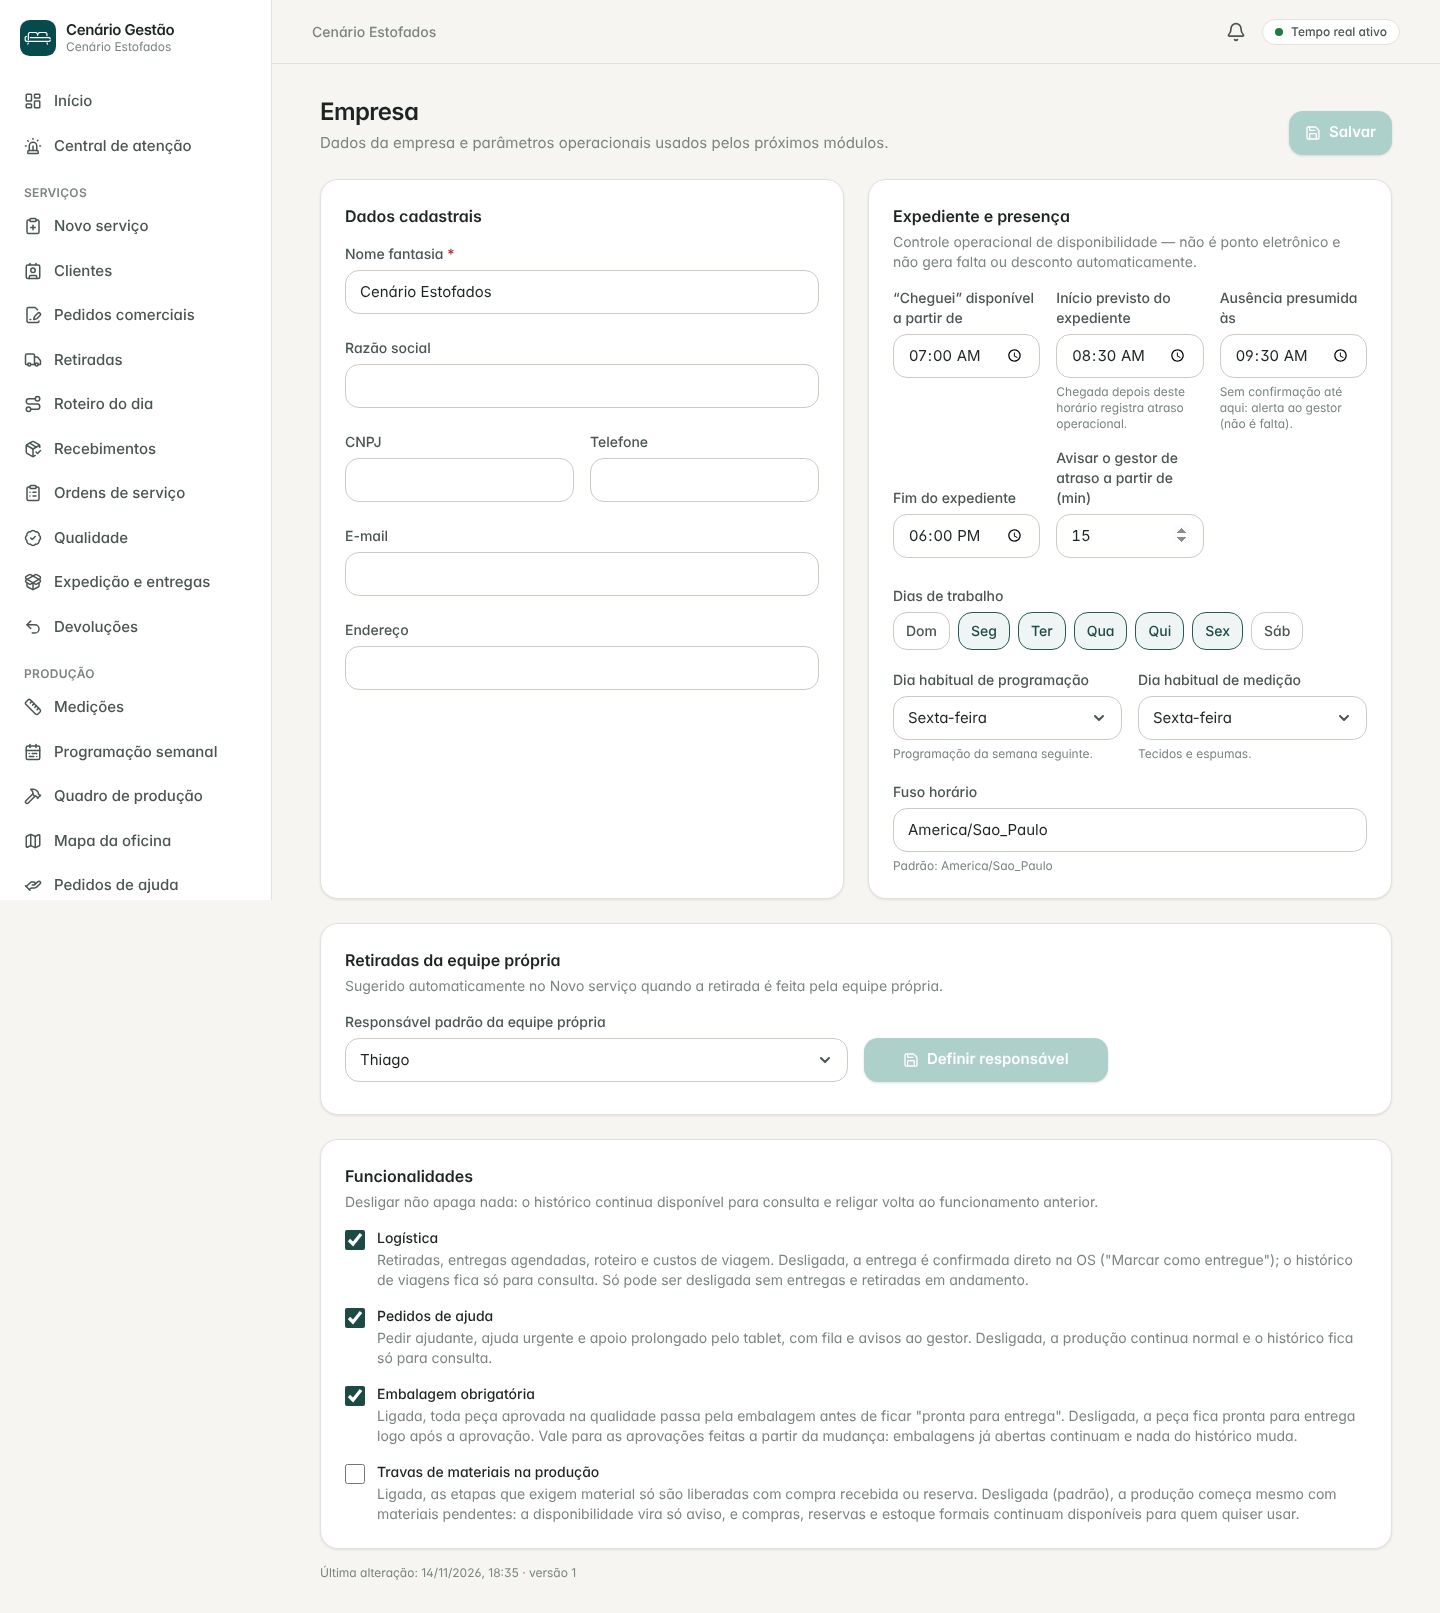 Cenário Gestão
Cenário Estofados
Início
Central de atenção
SERVIÇOS
Novo serviço
Clientes
Pedidos comerciais
Retiradas
Roteiro do dia
Recebimentos
Ordens de serviço
Qualidade
Expedição e entregas
Devoluções
PRODUÇÃO
Medições
Programação semanal
Quadro de produção
Mapa da oficina
Pedidos de ajuda
Cenário Estofados
Tempo real ativo
Empresa
Dados da empresa e parâmetros operacionais usados pelos próximos módulos.
Salvar
Dados cadastrais
Nome fantasia *
Cenário Estofados
Razão social
CNPJ
Telefone
E-mail
Endereço
Expediente e presença
Controle operacional de disponibilidade — não é ponto eletrônico e
não gera falta ou desconto automaticamente.
“Cheguei” disponível
a partir de
07:00 AM
Início previsto do
expediente
08:30 AM
Chegada depois deste
horário registra atraso
operacional.
Ausência presumida
às
09:30 AM
Sem confirmação até
aqui: alerta ao gestor
(não é falta).
Fim do expediente
06:00 PM
Avisar o gestor de
atraso a partir de
(min)
15
Dias de trabalho
Dom Seg Ter Qua Qui Sex Sáb
Dia habitual de programação
Sexta-feira
Programação da semana seguinte.
Dia habitual de medição
Sexta-feira
Tecidos e espumas.
Fuso horário
America/Sao_Paulo
Padrão: America/Sao_Paulo
Retiradas da equipe própria
Sugerido automaticamente no Novo serviço quando a retirada é feita pela equipe própria.
Responsável padrão da equipe própria
Thiago
Definir responsável
Funcionalidades
Desligar não apaga nada: o histórico continua disponível para consulta e religar volta ao funcionamento anterior.
Logística
Retiradas, entregas agendadas, roteiro e custos de viagem. Desligada, a entrega é confirmada direto na OS ("Marcar como entregue"); o histórico
de viagens fica só para consulta. Só pode ser desligada sem entregas e retiradas em andamento.
Pedidos de ajuda
Pedir ajudante, ajuda urgente e apoio prolongado pelo tablet, com fila e avisos ao gestor. Desligada, a produção continua normal e o histórico fica
só para consulta.
Embalagem obrigatória
Ligada, toda peça aprovada na qualidade passa pela embalagem antes de ficar "pronta para entrega". Desligada, a peça fica pronta para entrega
logo após a aprovação. Vale para as aprovações feitas a partir da mudança: embalagens já abertas continuam e nada do histórico muda.
Travas de materiais na produção
Ligada, as etapas que exigem material só são liberadas com compra recebida ou reserva. Desligada (padrão), a produção começa mesmo com
materiais pendentes: a disponibilidade vira só aviso, e compras, reservas e estoque formais continuam disponíveis para quem quiser usar.
Última alteração: 14/11/2026, 18:35 · versão 1